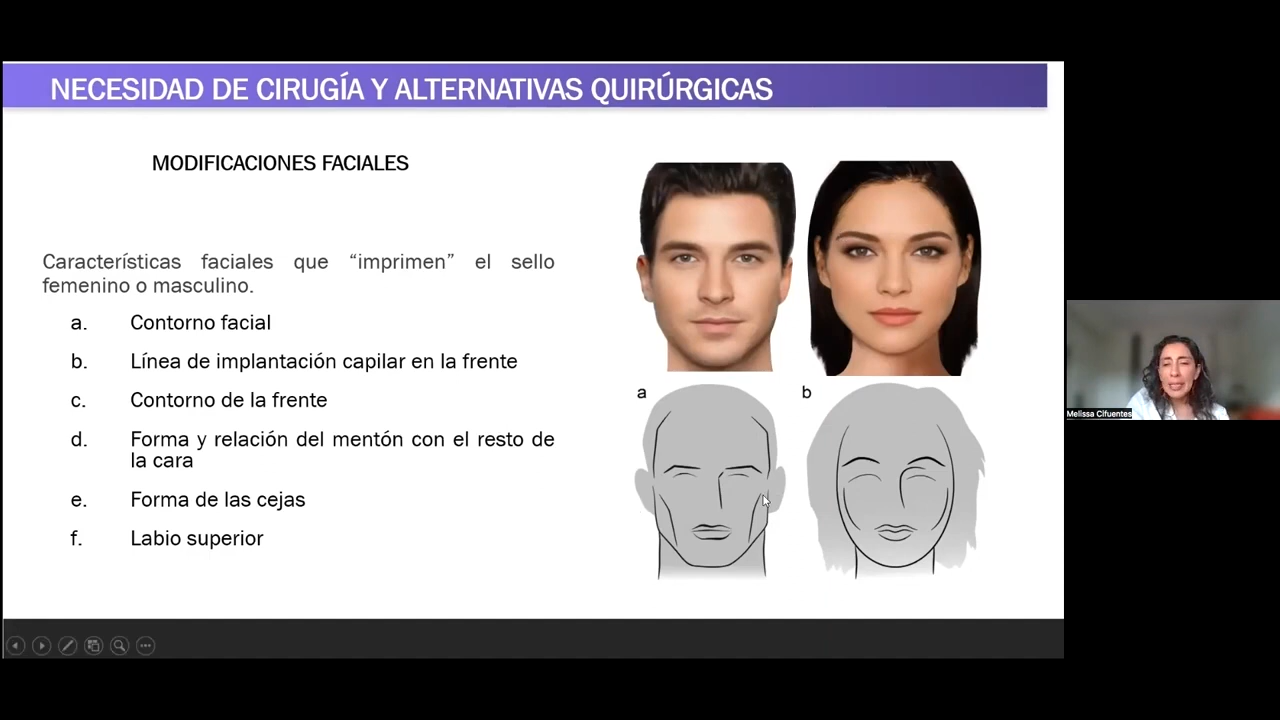 NECESIDAD DE CIRUGÍA Y ALTERNATIVAS QUIRÚRGICAS
MODIFICACIONES FACIALES
Características faciales que “imprimen” el sello
femenino o masculino.
a. Contorno facial
b. Línea de implantación capilar en la frente
c. Contorno de la frente
d. Forma y relación del mentón con el resto de
la cara
e. Forma de las cejas
f. Labio superior
a
b
Melissa Cifuentes